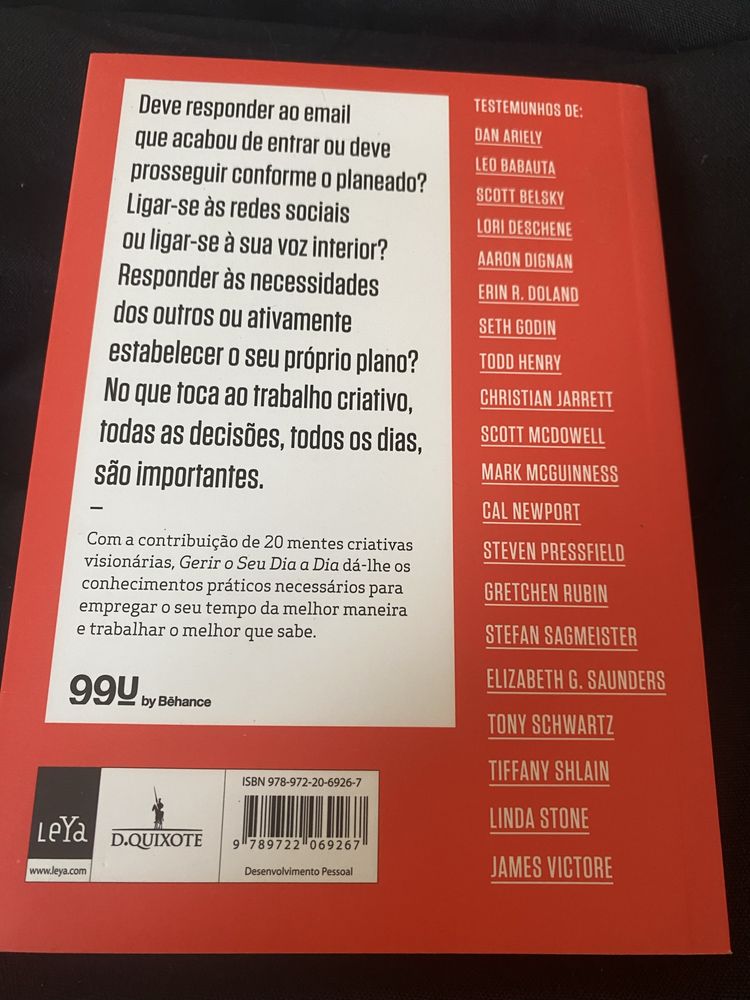 Deve responder ao email
que acabou de entrar ou deve
prosseguir conforme o planeado?
Ligar-se às redes sociais
ou ligar-se à sua voz interior?
Responder às necessidades
dos outros ou ativamente
estabelecer o seu próprio plano?
No que toca ao trabalho criativo,
todas as decisões, todos os dias,
são importantes.
–
Com a contribuição de 20 mentes criativas
visionárias, Gerir o Seu Dia a Dia dá-lhe os
conhecimentos práticos necessários para
empregar o seu tempo da melhor maneira
e trabalhar o melhor que sabe.
99U by Bēhance
TESTEMUNHOS DE:
DAN ARIELY
LEO BABAUTA
SCOTT BELSKY
LORI DESCHENE
AARON DIGNAN
ERIN R. DOLAND
SETH GODIN
TODD HENRY
CHRISTIAN JARRETT
SCOTT MCDOWELL
MARK MCGUINNESS
CAL NEWPORT
STEVEN PRESSFIELD
GRETCHEN RUBIN
STEFAN SAGMEISTER
ELIZABETH G. SAUNDERS
TONY SCHWARTZ
TIFFANY SHLAIN
LINDA STONE
JAMES VICTORE
LeYa
www.leya.com
D.QUIXOTE
ISBN 978-972-20-6926-7
9 789722 069267
Desenvolvimento Pessoal